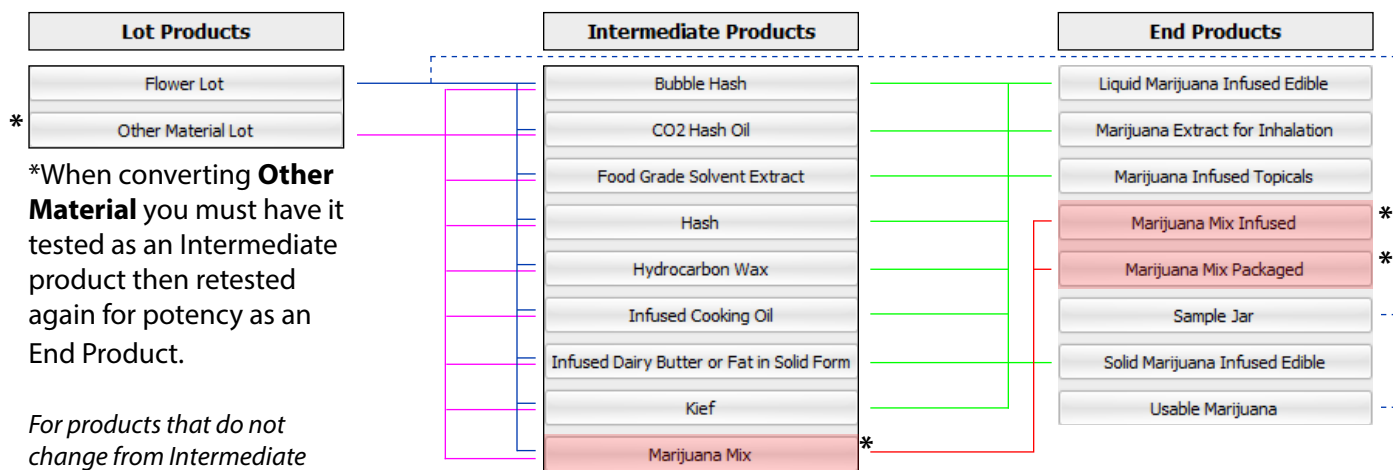 Lot Products
Flower Lot
* Other Material Lot
*When converting Other
Material you must have it
tested as an Intermediate
product then retested
again for potency as an
End Product.
For products that do not
change from Intermediate
Intermediate Products
Bubble Hash
CO2 Hash Oil
Food Grade Solvent Extract
Hash
Hydrocarbon Wax
Infused Cooking Oil
Infused Dairy Butter or Fat in Solid Form
Kief
Marijuana Mix *
End Products
Liquid Marijuana Infused Edible
Marijuana Extract for Inhalation
Marijuana Infused Topicals
Marijuana Mix Infused *
Marijuana Mix Packaged *
Sample Jar
Solid Marijuana Infused Edible
Usable Marijuana